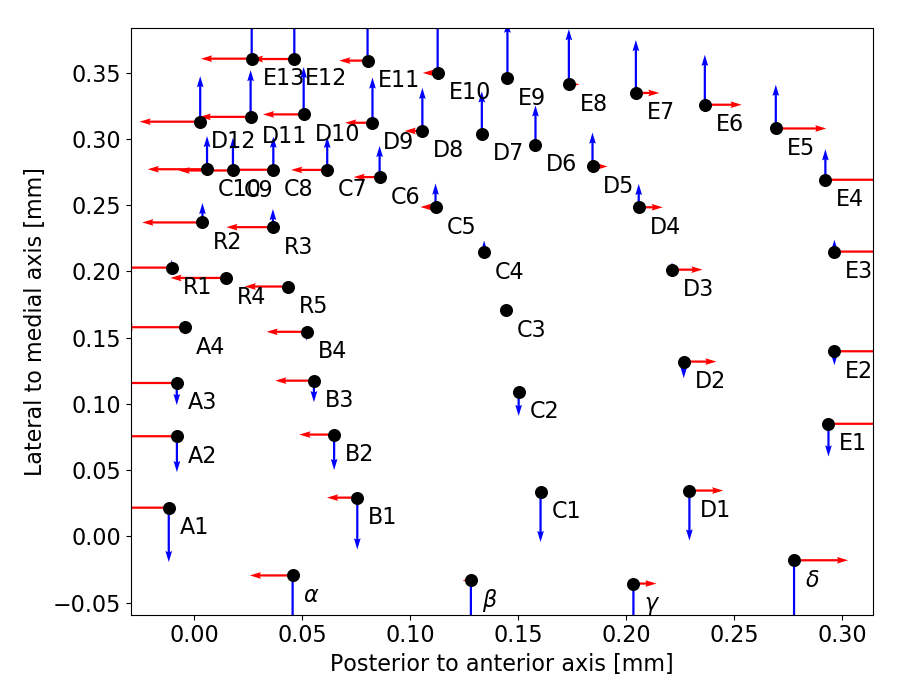 Lateral to medial axis [mm]
0.35
0.30
0.25
0.20
0.15
0.10
0.05
0.00
−0.05
E13 E12 E11 E10 E9 E8 E7 E6 E5
D12 D11 D10 D9 D8 D7 D6 D5
C10 C9 C8 C7 C6 C5 D4 E4
R2 R3 C4 D3 E3
R1 R4 R5 C3
A4 B4 D2 E2
A3 B3 C2
A2 B2 E1
A1 B1 C1 D1
α β γ δ
0.00 0.05 0.10 0.15 0.20 0.25 0.30
Posterior to anterior axis [mm]